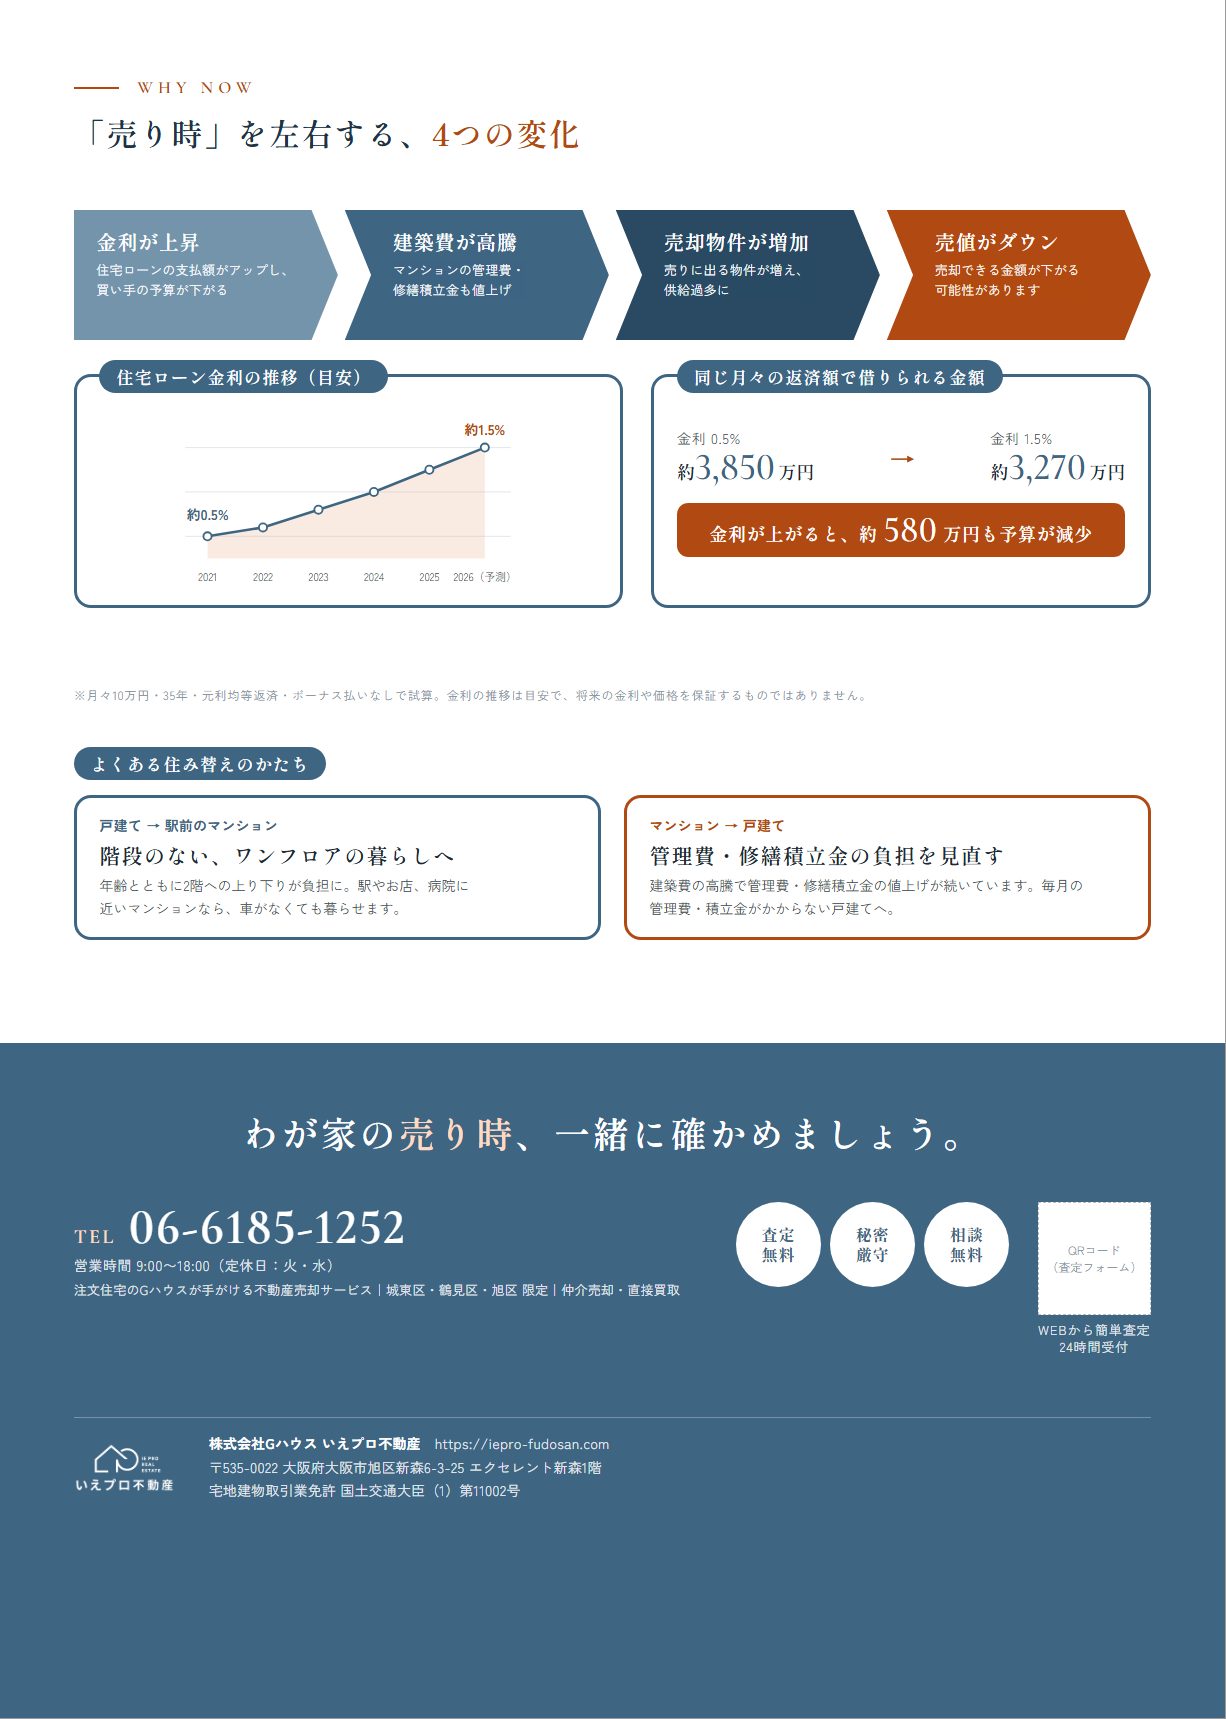 WHY NOW
「売り時」を左右する、4つの変化
金利が上昇
住宅ローンの支払額がアップし、
買い手の予算が下がる
建築費が高騰
マンションの管理費・
修繕積立金も値上げ
売却物件が増加
売りに出る物件が増え、
供給過多に
売値がダウン
売却できる金額が下がる
可能性があります
住宅ローン金利の推移（目安）
約1.5%
約0.5%
2021 2022 2023 2024 2025 2026（予測）
同じ月々の返済額で借りられる金額
金利 0.5%
約3,850 万円
→
金利 1.5%
約3,270 万円
金利が上がると、約 580 万円も予算が減少
※月々10万円・35年・元利均等返済・ボーナス払いなしで試算。金利の推移は目安で、将来の金利や価格を保証するものではありません。
よくある住み替えのかたち
戸建て → 駅前のマンション
階段のない、ワンフロアの暮らしへ
年齢とともに2階への上り下りが負担に。駅やお店、病院に
近いマンションなら、車がなくても暮らせます。
マンション → 戸建て
管理費・修繕積立金の負担を見直す
建築費の高騰で管理費・修繕積立金の値上げが続いています。毎月の
管理費・積立金がかからない戸建てへ。
わが家の売り時、一緒に確かめましょう。
TEL 06-6185-1252
営業時間 9:00〜18:00（定休日：火・水）
注文住宅のGハウスが手がける不動産売却サービス｜城東区・鶴見区・旭区 限定｜仲介売却・直接買取
査定
無料
秘密
厳守
相談
無料
QRコード
（査定フォーム）
WEBから簡単査定
24時間受付
IE PRO
REAL
ESTATE
いえプロ不動産
株式会社Gハウス いえプロ不動産 https://iepro-fudosan.com
〒535-0022 大阪府大阪市旭区新森6-3-25 エクセレント新森1階
宅地建物取引業免許 国土交通大臣（1）第11002号